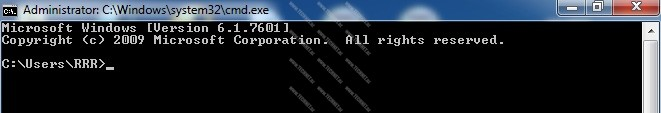 Administrator: C:\Windows\system32\cmd.exe
Microsoft Windows [Version 6.1.7601]
Copyright (c) 2009 Microsoft Corporation.  All rights reserved.
C:\Users\RRR>_